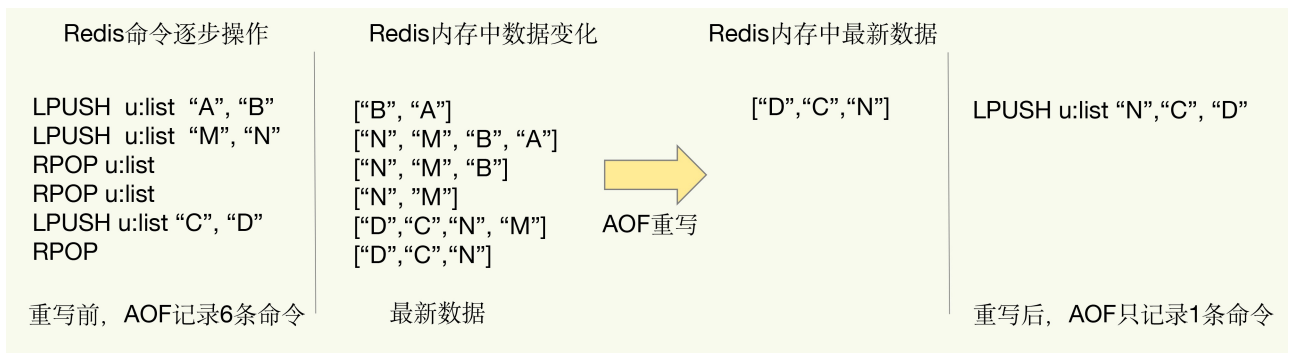 Redis命令逐步操作
LPUSH u:list “A”, “B”
LPUSH u:list “M”, “N”
RPOP u:list
RPOP u:list
LPUSH u:list “C”, “D”
RPOP
重写前，AOF记录6条命令
Redis内存中数据变化
[“B”, “A”]
[“N”, “M”, “B”, “A”]
[“N”, “M”, “B”]
[“N”, ”M”]
[“D”,“C”,“N”, “M”]
[“D”,“C”,“N”]
最新数据
AOF重写
Redis内存中最新数据
[“D”,“C”,“N”]
LPUSH u:list “N”,“C”, “D”
重写后，AOF只记录1条命令